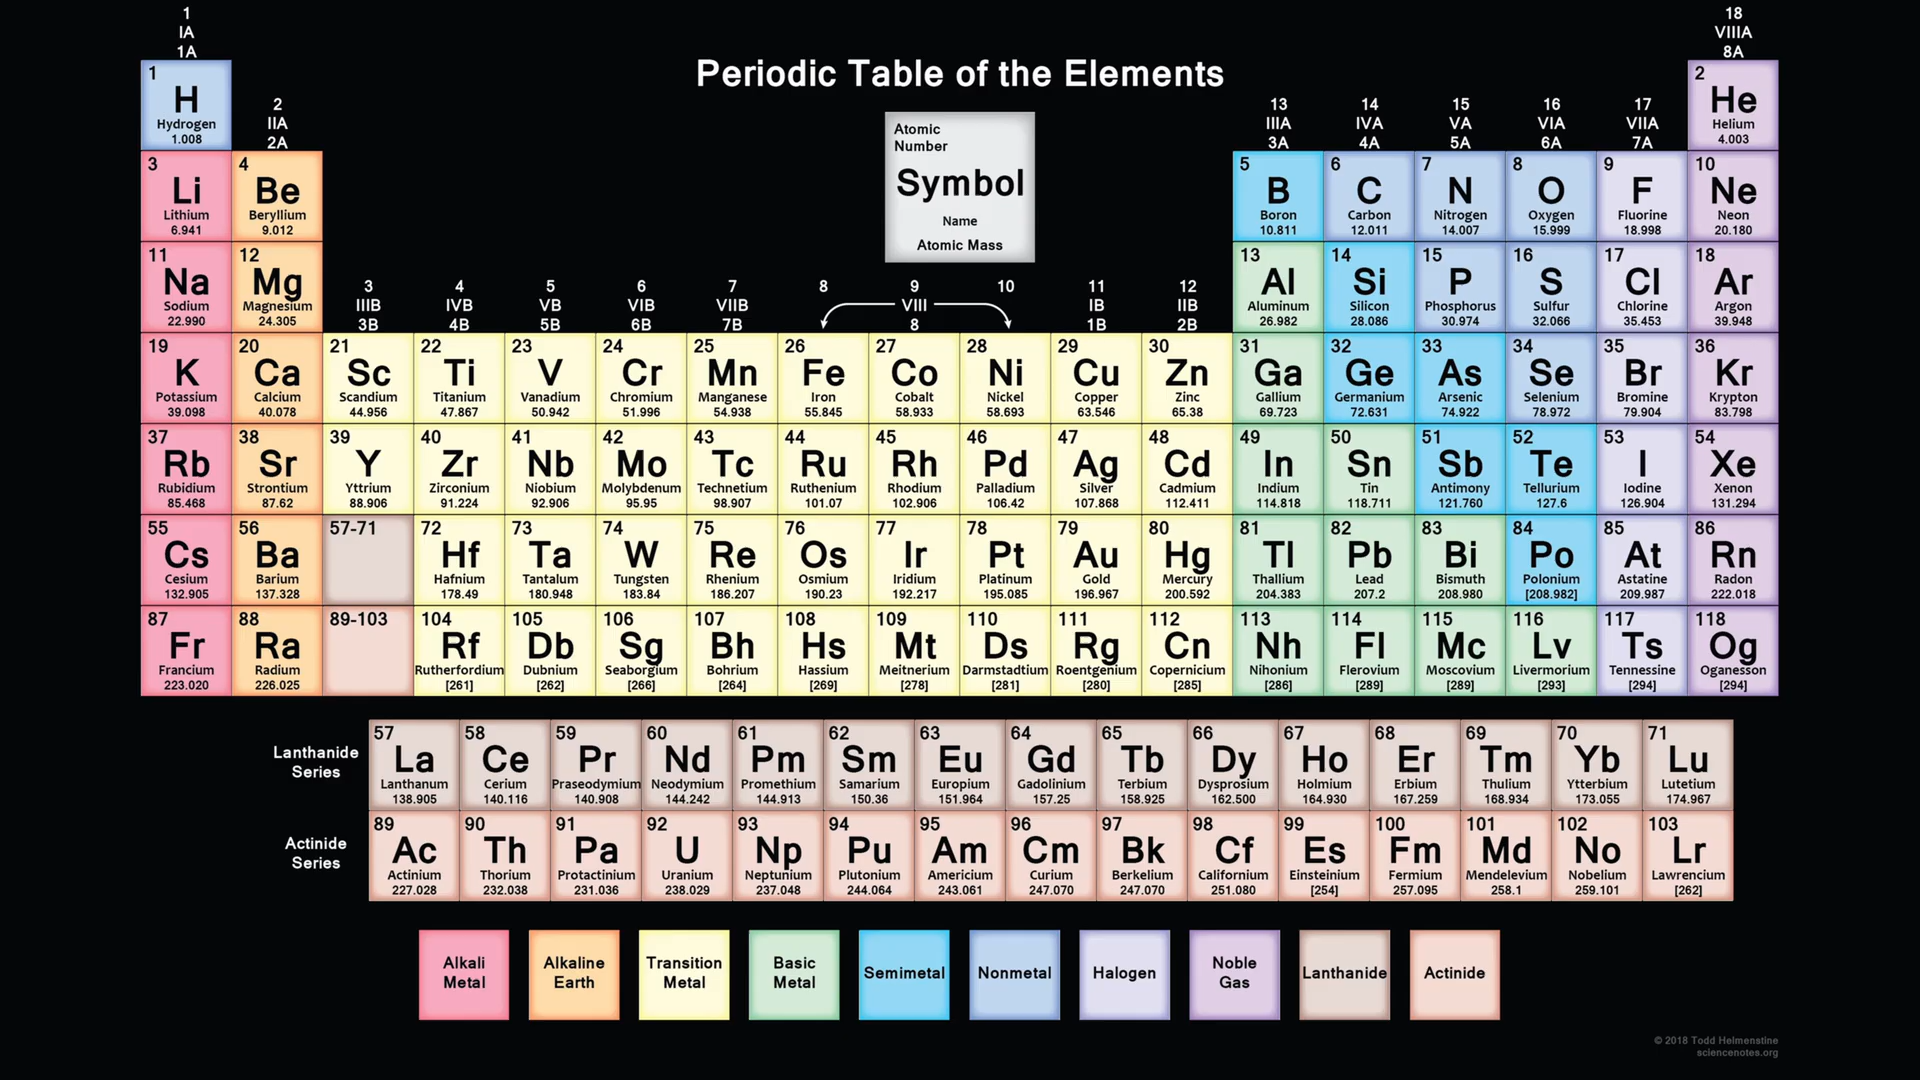 1
IA
1A
18
VIIIA
8A
Periodic Table of the Elements
1
H
Hydrogen
1.008
2
IIA
2A
13
IIIA
3A
14
IVA
4A
15
VA
5A
16
VIA
6A
17
VIIA
7A
2
He
Helium
4.003
Atomic
Number
Symbol
Name
Atomic Mass
3
Li
Lithium
6.941
4
Be
Beryllium
9.012
5
B
Boron
10.811
6
C
Carbon
12.011
7
N
Nitrogen
14.007
8
O
Oxygen
15.999
9
F
Fluorine
18.998
10
Ne
Neon
20.180
11
Na
Sodium
22.990
12
Mg
Magnesium
24.305
3
IIIB
3B
4
IVB
4B
5
VB
5B
6
VIB
6B
7
VIIB
7B
8
9
VIII
8
10
11
IB
1B
12
IIB
2B
13
Al
Aluminum
26.982
14
Si
Silicon
28.086
15
P
Phosphorus
30.974
16
S
Sulfur
32.066
17
Cl
Chlorine
35.453
18
Ar
Argon
39.948
19
K
Potassium
39.098
20
Ca
Calcium
40.078
21
Sc
Scandium
44.956
22
Ti
Titanium
47.867
23
V
Vanadium
50.942
24
Cr
Chromium
51.996
25
Mn
Manganese
54.938
26
Fe
Iron
55.845
27
Co
Cobalt
58.933
28
Ni
Nickel
58.693
29
Cu
Copper
63.546
30
Zn
Zinc
65.38
31
Ga
Gallium
69.723
32
Ge
Germanium
72.631
33
As
Arsenic
74.922
34
Se
Selenium
78.972
35
Br
Bromine
79.904
36
Kr
Krypton
83.798
37
Rb
Rubidium
85.468
38
Sr
Strontium
87.62
39
Y
Yttrium
88.906
40
Zr
Zirconium
91.224
41
Nb
Niobium
92.906
42
Mo
Molybdenum
95.95
43
Tc
Technetium
98.907
44
Ru
Ruthenium
101.07
45
Rh
Rhodium
102.906
46
Pd
Palladium
106.42
47
Ag
Silver
107.868
48
Cd
Cadmium
112.411
49
In
Indium
114.818
50
Sn
Tin
118.711
51
Sb
Antimony
121.760
52
Te
Tellurium
127.6
53
I
Iodine
126.904
54
Xe
Xenon
131.294
55
Cs
Cesium
132.905
56
Ba
Barium
137.328
57-71
72
Hf
Hafnium
178.49
73
Ta
Tantalum
180.948
74
W
Tungsten
183.84
75
Re
Rhenium
186.207
76
Os
Osmium
190.23
77
Ir
Iridium
192.217
78
Pt
Platinum
195.085
79
Au
Gold
196.967
80
Hg
Mercury
200.592
81
Tl
Thallium
204.383
82
Pb
Lead
207.2
83
Bi
Bismuth
208.980
84
Po
Polonium
[208.982]
85
At
Astatine
209.987
86
Rn
Radon
222.018
87
Fr
Francium
223.020
88
Ra
Radium
226.025
89-103
104
Rf
Rutherfordium
[261]
105
Db
Dubnium
[262]
106
Sg
Seaborgium
[266]
107
Bh
Bohrium
[264]
108
Hs
Hassium
[269]
109
Mt
Meitnerium
[278]
110
Ds
Darmstadtium
[281]
111
Rg
Roentgenium
[280]
112
Cn
Copernicium
[285]
113
Nh
Nihonium
[286]
114
Fl
Flerovium
[289]
115
Mc
Moscovium
[289]
116
Lv
Livermorium
[293]
117
Ts
Tennessine
[294]
118
Og
Oganesson
[294]
Lanthanide
Series
57
La
Lanthanum
138.905
58
Ce
Cerium
140.116
59
Pr
Praseodymium
140.908
60
Nd
Neodymium
144.242
61
Pm
Promethium
144.913
62
Sm
Samarium
150.36
63
Eu
Europium
151.964
64
Gd
Gadolinium
157.25
65
Tb
Terbium
158.925
66
Dy
Dysprosium
162.500
67
Ho
Holmium
164.930
68
Er
Erbium
167.259
69
Tm
Thulium
168.934
70
Yb
Ytterbium
173.055
71
Lu
Lutetium
174.967
Actinide
Series
89
Ac
Actinium
227.028
90
Th
Thorium
232.038
91
Pa
Protactinium
231.036
92
U
Uranium
238.029
93
Np
Neptunium
237.048
94
Pu
Plutonium
244.064
95
Am
Americium
243.061
96
Cm
Curium
247.070
97
Bk
Berkelium
247.070
98
Cf
Californium
251.080
99
Es
Einsteinium
[254]
100
Fm
Fermium
257.095
101
Md
Mendelevium
258.1
102
No
Nobelium
259.101
103
Lr
Lawrencium
[262]
Alkali
Metal
Alkaline
Earth
Transition
Metal
Basic
Metal
Semimetal
Nonmetal
Halogen
Noble
Gas
Lanthanide
Actinide
© 2018 Todd Helmenstine
sciencenotes.org